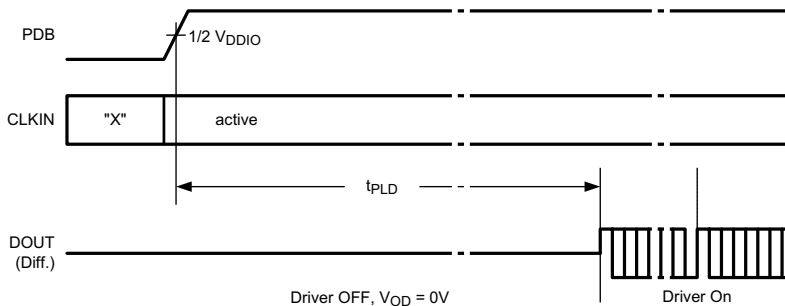 PDB
1/2 VDDIO
CLKIN
"X"
active
tPLD
DOUT
(Diff.)
Driver OFF, VOD = 0V
Driver On